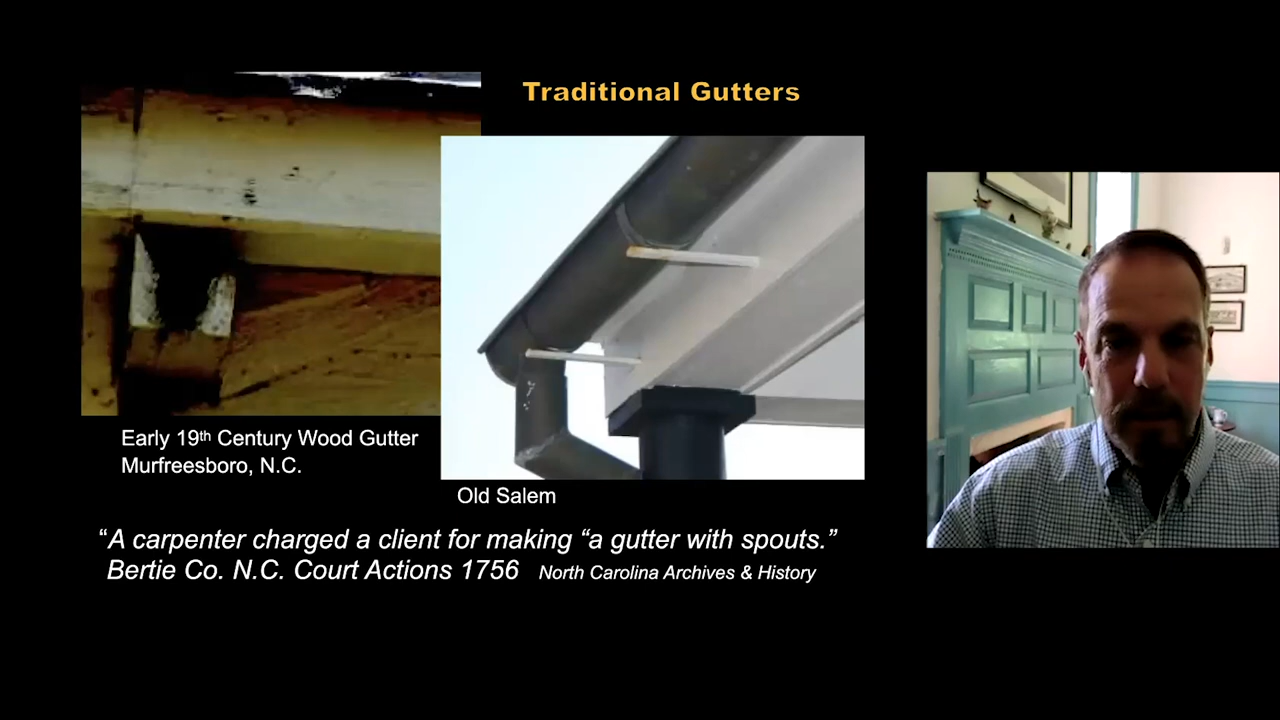 Traditional Gutters
Early 19th Century Wood Gutter
Murfreesboro, N.C.
Old Salem
“A carpenter charged a client for making “a gutter with spouts.”
Bertie Co. N.C. Court Actions 1756 North Carolina Archives & History